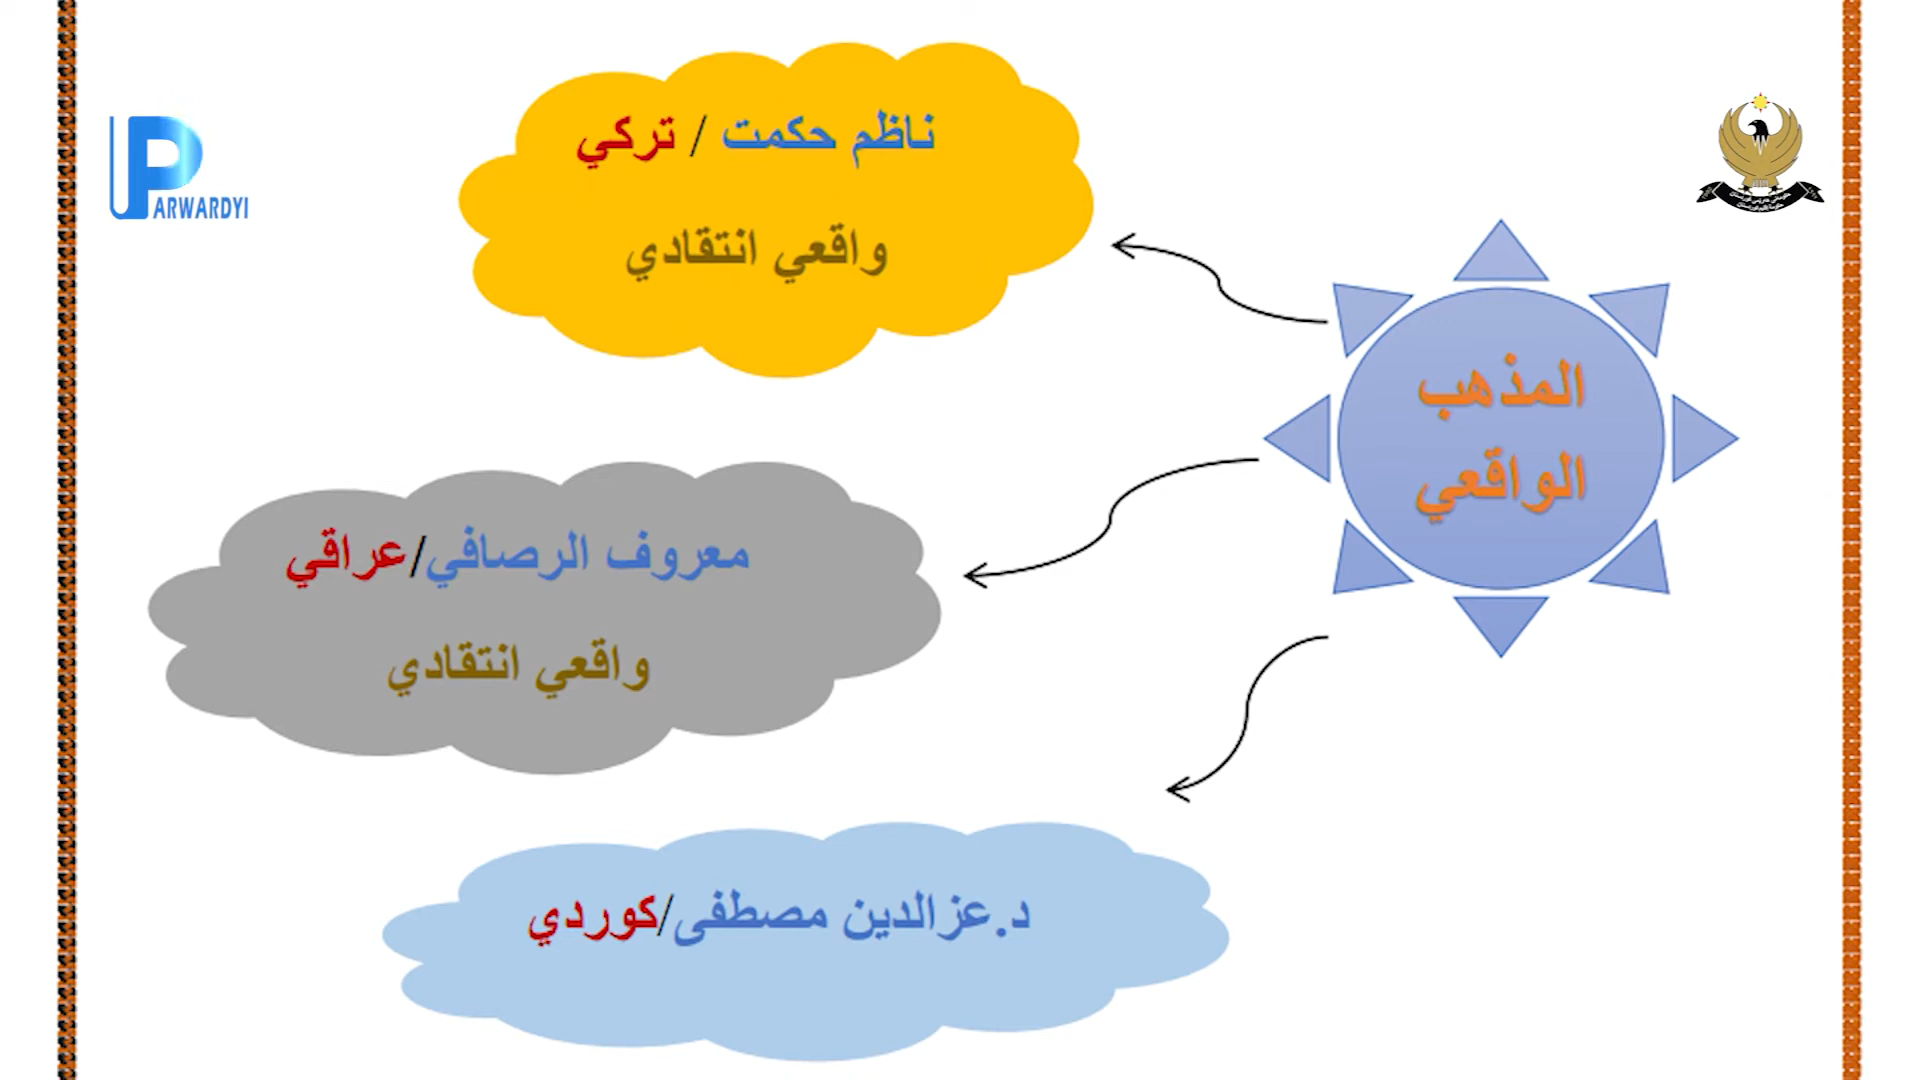 ناظم حكمت / تركي
واقعي انتقادي
PARWARDYI
المذهب
الواقعي
معروف الرصافي/عراقي
واقعي انتقادي
د.عزالدين مصطفى/كوردي